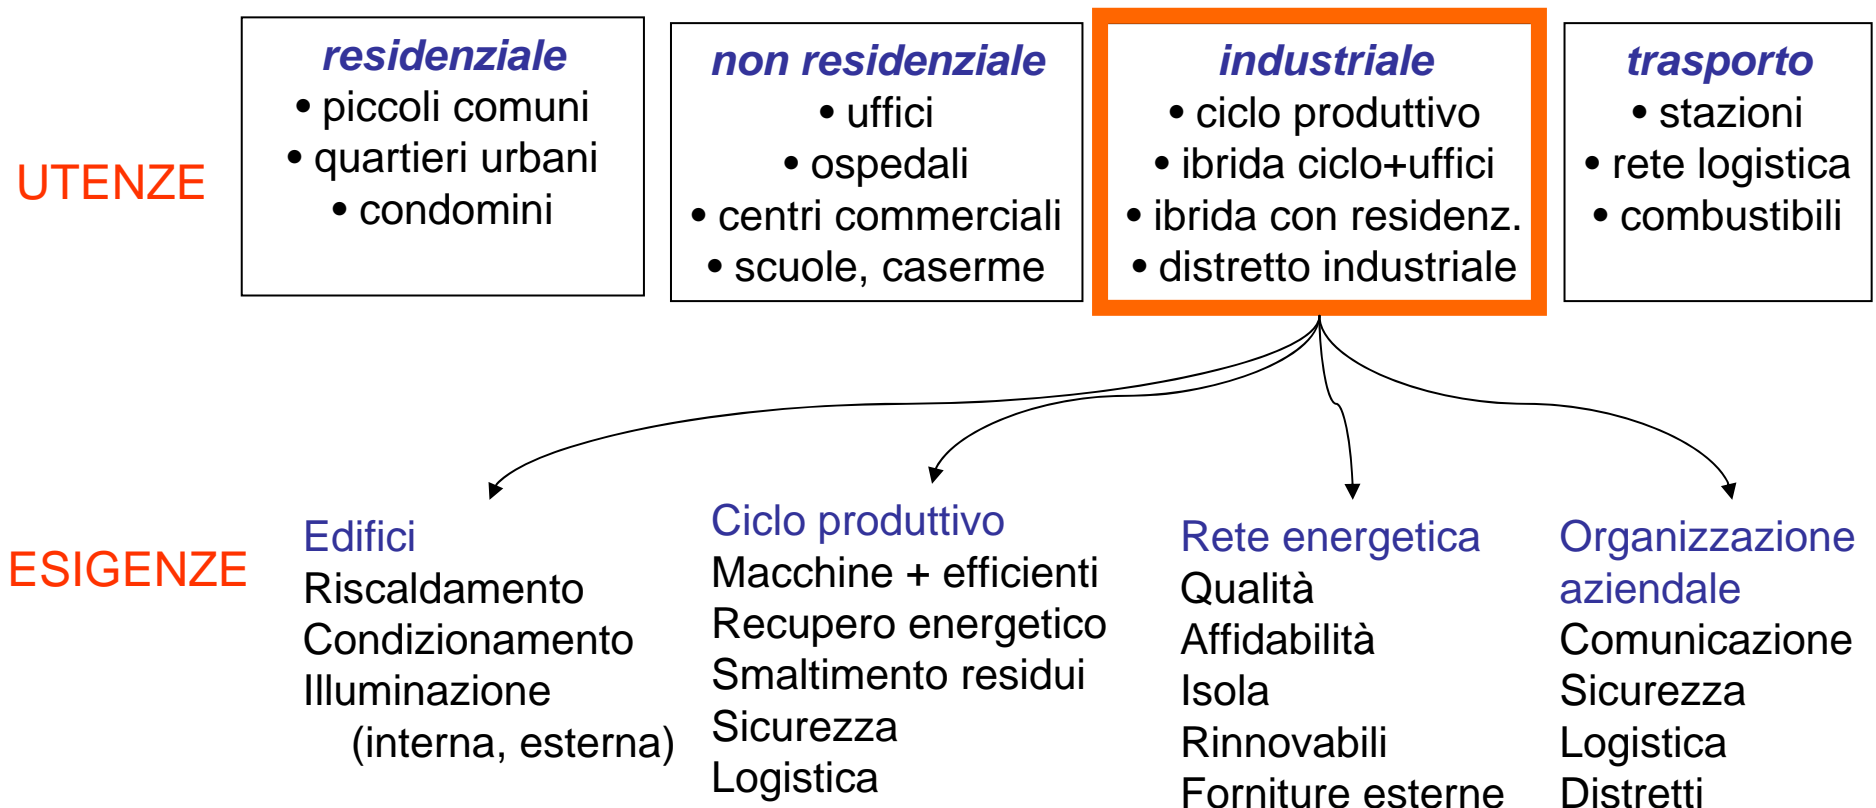 UTENZE
residenziale
• piccoli comuni
• quartieri urbani
• condomini
non residenziale
• uffici
• ospedali
• centri commerciali
• scuole, caserme
industriale
• ciclo produttivo
• ibrida ciclo+uffici
• ibrida con residenz.
• distretto industriale
trasporto
• stazioni
• rete logistica
• combustibili
ESIGENZE
Edifici
Riscaldamento
Condizionamento
Illuminazione
(interna, esterna)
Ciclo produttivo
Macchine + efficienti
Recupero energetico
Smaltimento residui
Sicurezza
Logistica
Rete energetica
Qualità
Affidabilità
Isola
Rinnovabili
Forniture esterne
Organizzazione
aziendale
Comunicazione
Sicurezza
Logistica
Distretti